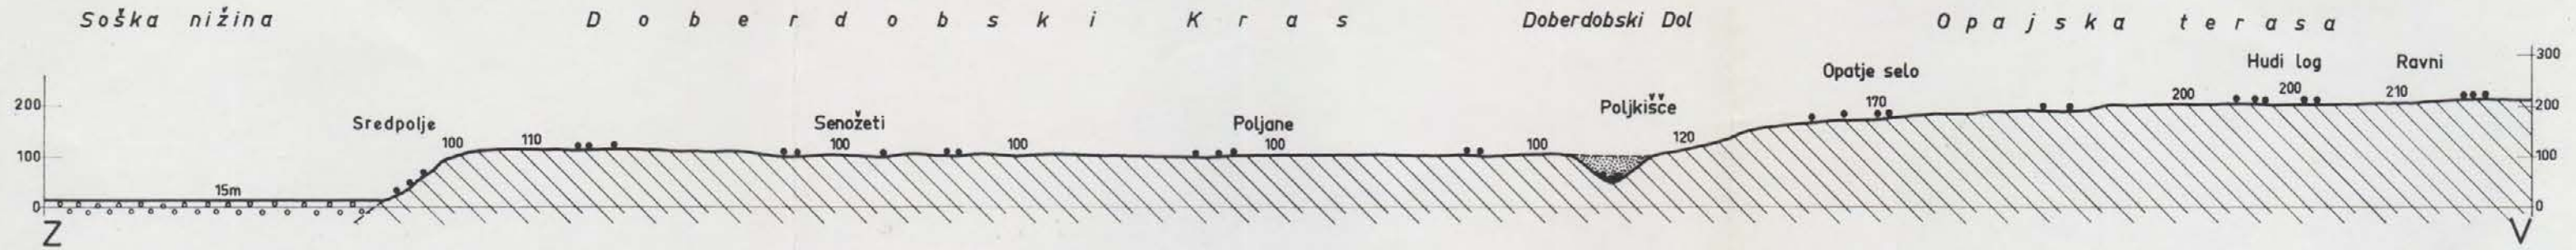 Soška nižina Doberdobski Kras Doberdobski Dol Opajska terasa
300
Hudi log Ravni
Opatje selo
200 Sredpolje Senožeti Poljane Poljkišče 170 200 200 210 200
100 100 110 100 100 100 100 120 100
15m
0 0
Z V